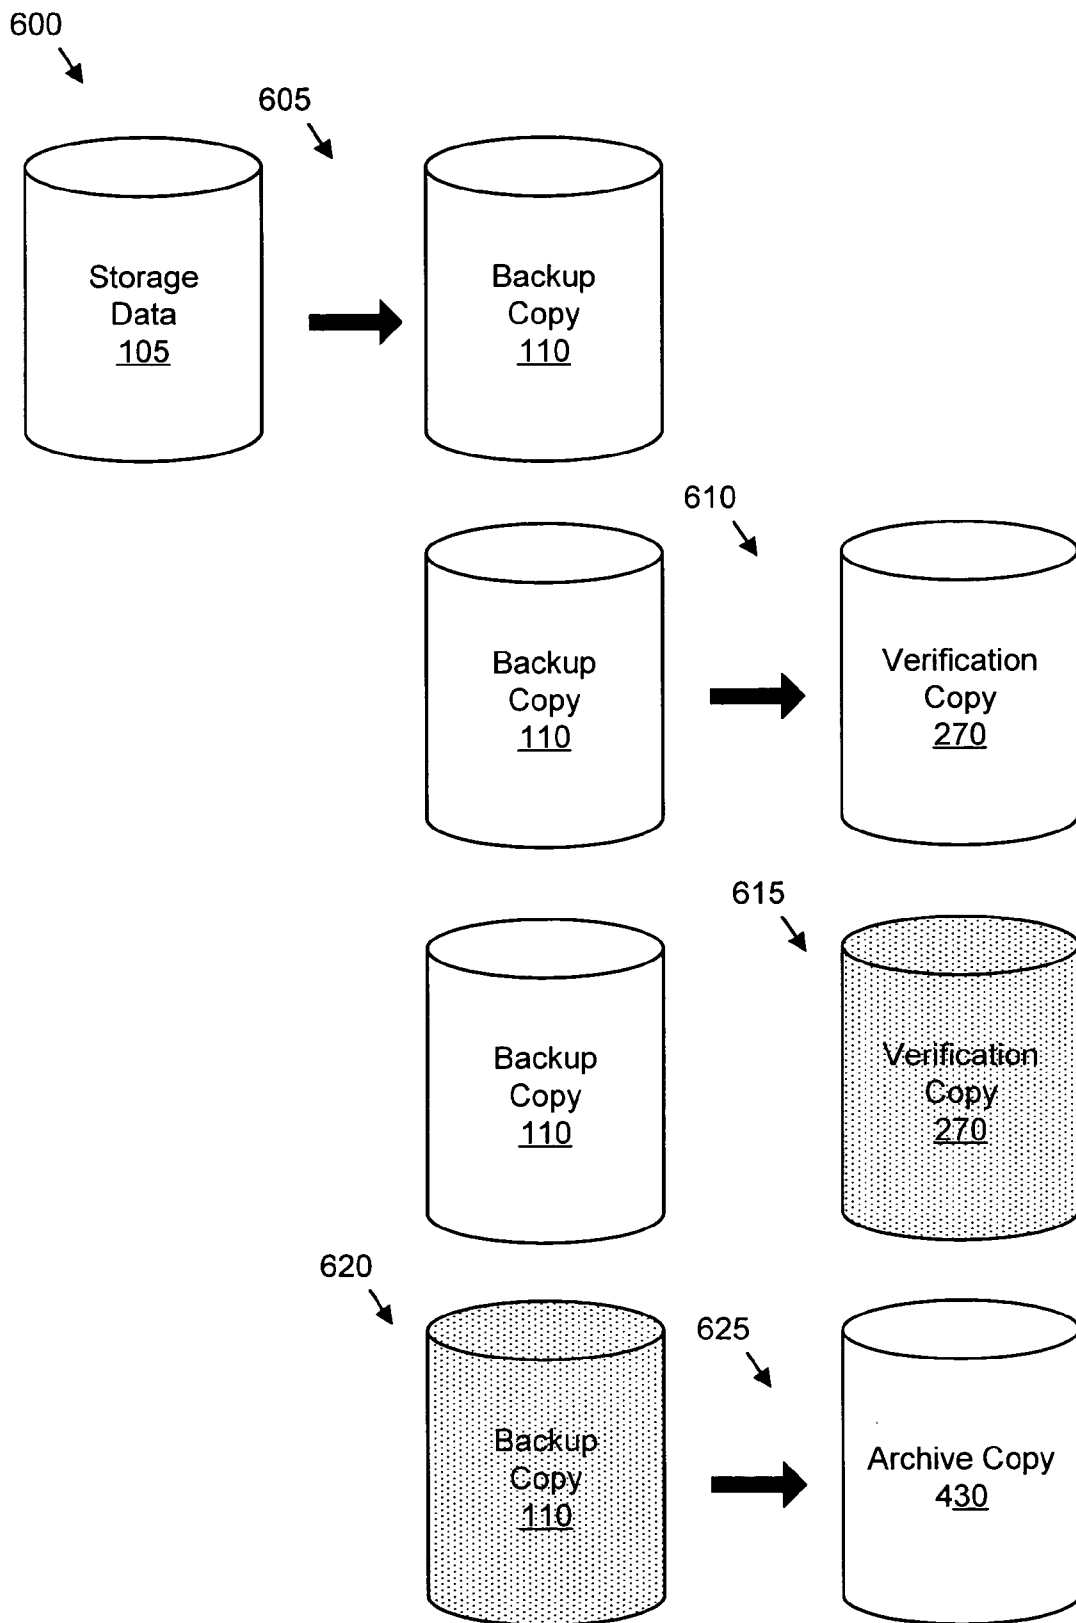 600
605
Storage
Data
105
Backup
Copy
110
610
Backup
Copy
110
Verification
Copy
270
615
Backup
Copy
110
Verification
Copy
270
620
625
Backup
Copy
110
Archive Copy
430